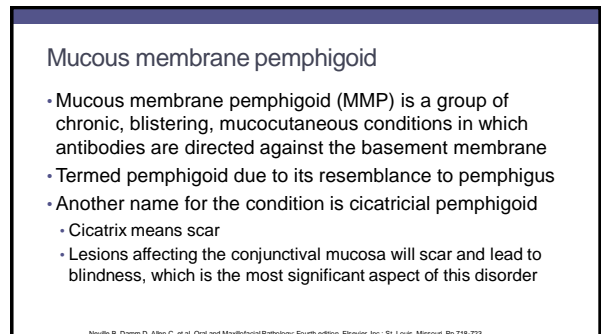 Mucous membrane pemphigoid
• Mucous membrane pemphigoid (MMP) is a group of
chronic, blistering, mucocutaneous conditions in which
antibodies are directed against the basement membrane
• Termed pemphigoid due to its resemblance to pemphigus
• Another name for the condition is cicatricial pemphigoid
• Cicatrix means scar
• Lesions affecting the conjunctival mucosa will scar and lead to
blindness, which is the most significant aspect of this disorder
Neville B, Damm D, Allen C, et al. Oral and Maxillofacial Pathology; Fourth edition. Elsevier, Inc.; St. Louis, Missouri. Pp 718-723